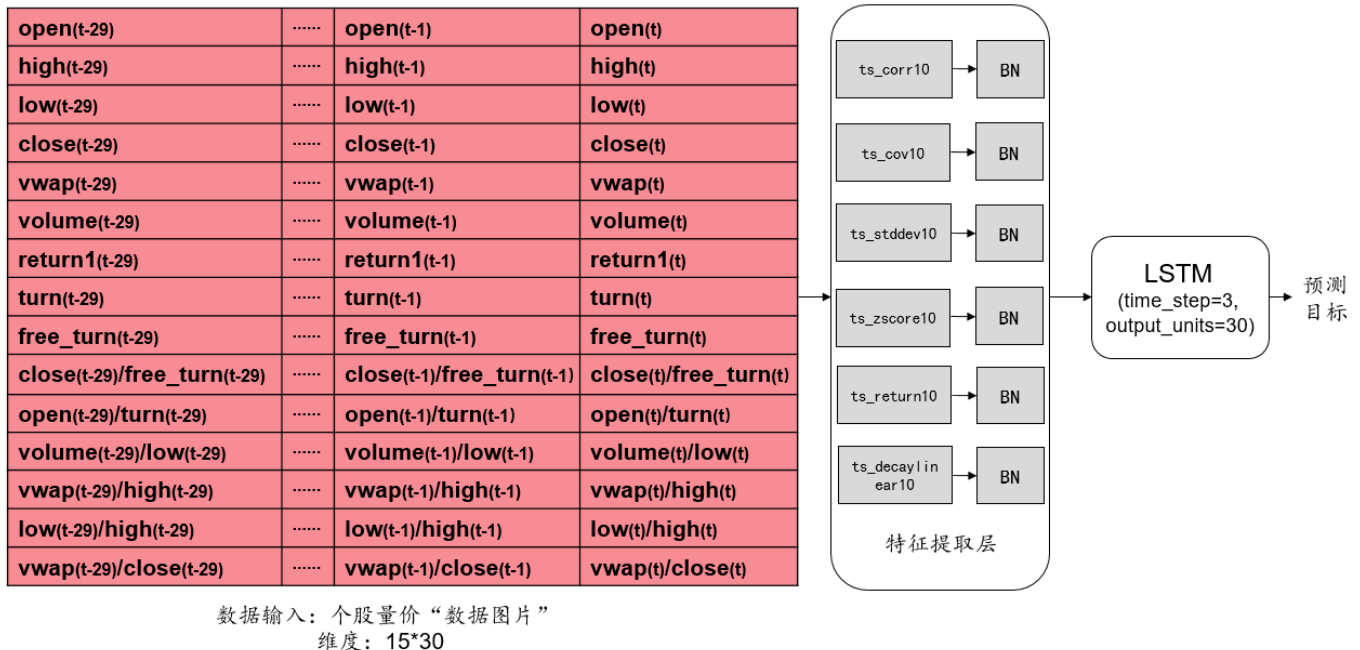 open(t-29) ······ open(t-1) open(t)
high(t-29) ······ high(t-1) high(t)
low(t-29) ······ low(t-1) low(t)
close(t-29) ······ close(t-1) close(t)
vwap(t-29) ······ vwap(t-1) vwap(t)
volume(t-29) ······ volume(t-1) volume(t)
return1(t-29) ······ return1(t-1) return1(t)
turn(t-29) ······ turn(t-1) turn(t)
free_turn(t-29) ······ free_turn(t-1) free_turn(t)
close(t-29)/free_turn(t-29) ······ close(t-1)/free_turn(t-1) close(t)/free_turn(t)
open(t-29)/turn(t-29) ······ open(t-1)/turn(t-1) open(t)/turn(t)
volume(t-29)/low(t-29) ······ volume(t-1)/low(t-1) volume(t)/low(t)
vwap(t-29)/high(t-29) ······ vwap(t-1)/high(t-1) vwap(t)/high(t)
low(t-29)/high(t-29) ······ low(t-1)/high(t-1) low(t)/high(t)
vwap(t-29)/close(t-29) ······ vwap(t-1)/close(t-1) vwap(t)/close(t)
数据输入：个股量价“数据图片”
维度：15*30
ts_corr10 BN
ts_cov10 BN
ts_stddev10 BN
ts_zscore10 BN
ts_return10 BN
ts_decaylin
ear10
BN
特征提取层
LSTM
(time_step=3,
output_units=30)
预测
目标